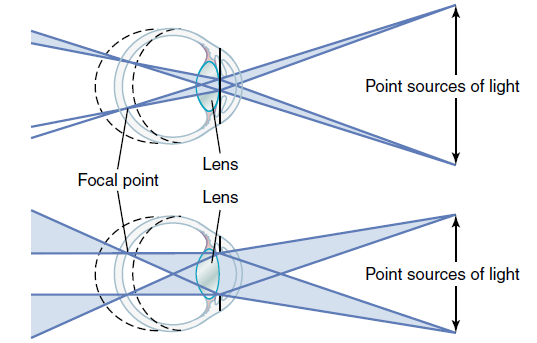 Point sources of light
Lens
Focal point
Lens
Point sources of light